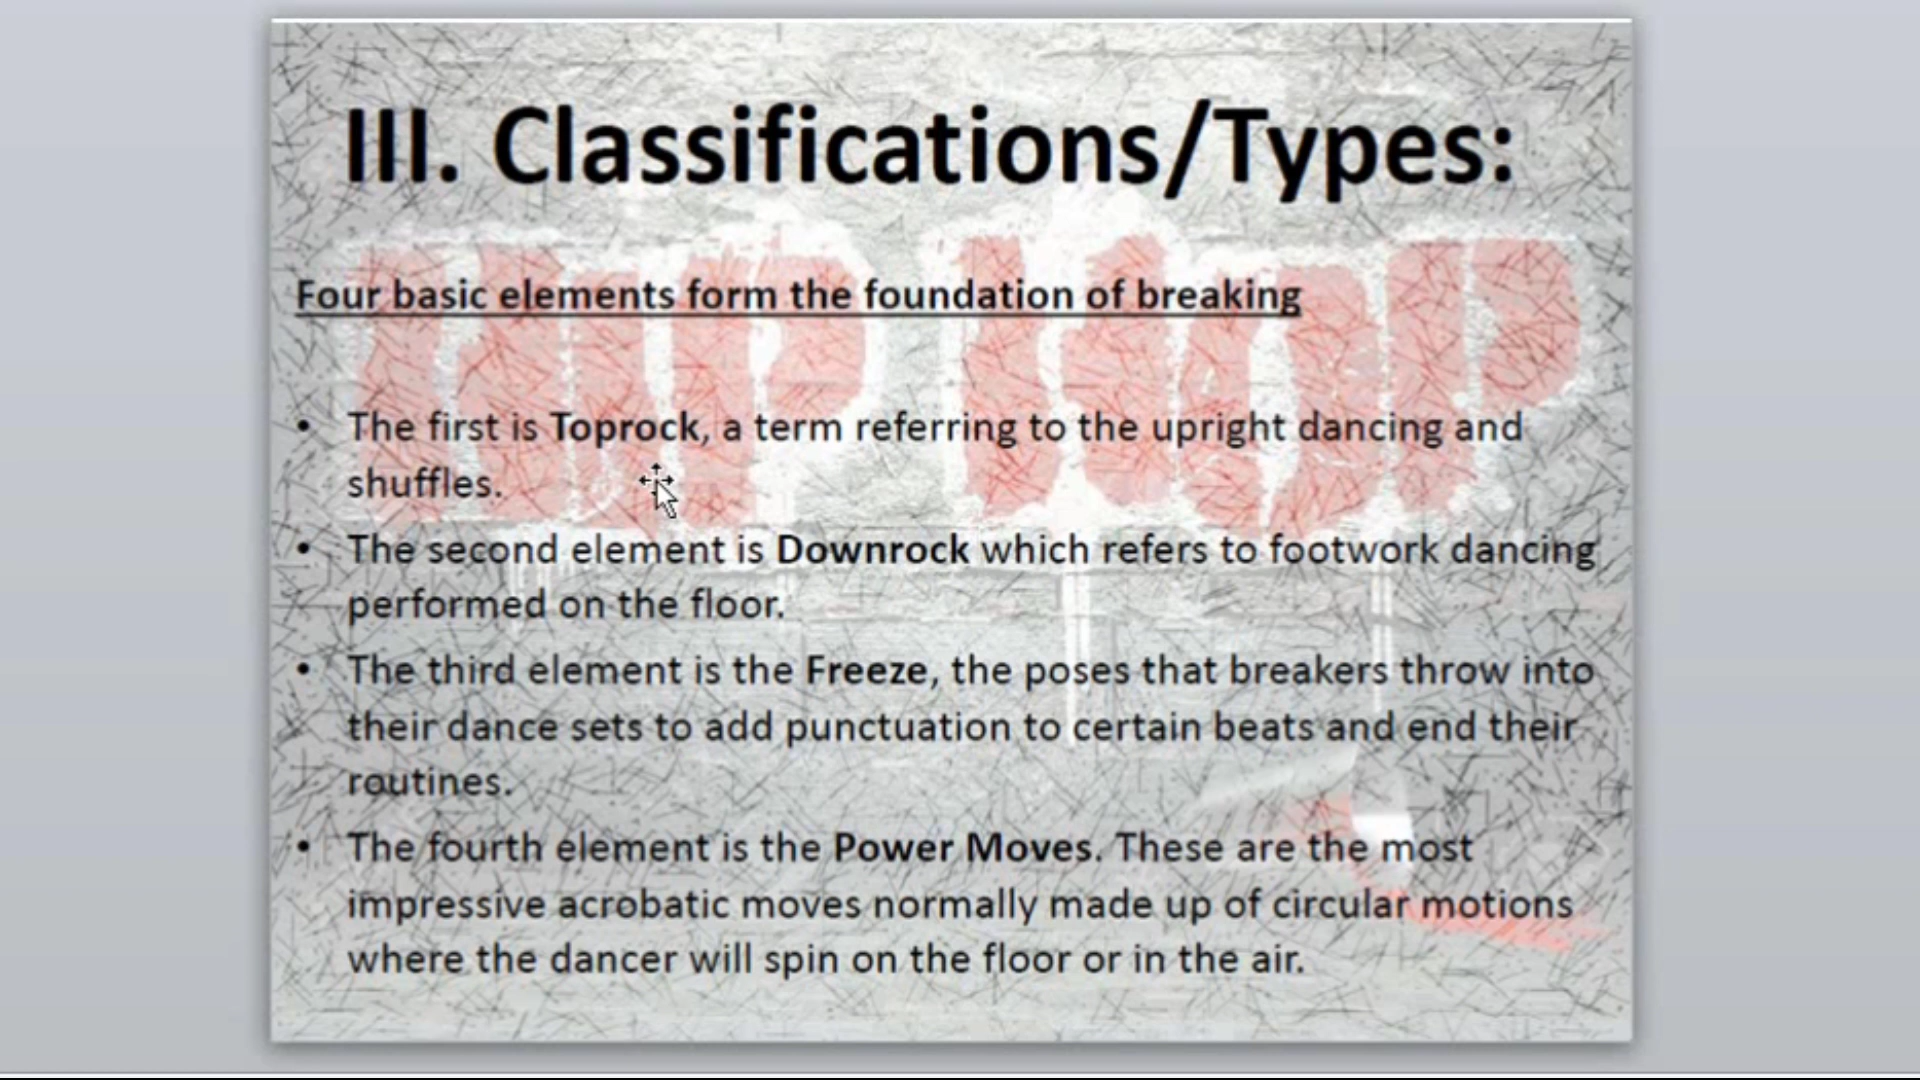 III. Classifications/Types:
HIP HOP
Four basic elements form the foundation of breaking
• The first is Toprock, a term referring to the upright dancing and
shuffles.
• The second element is Downrock which refers to footwork dancing
performed on the floor.
• The third element is the Freeze, the poses that breakers throw into
their dance sets to add punctuation to certain beats and end their
routines.
• The fourth element is the Power Moves. These are the most
impressive acrobatic moves normally made up of circular motions
where the dancer will spin on the floor or in the air.